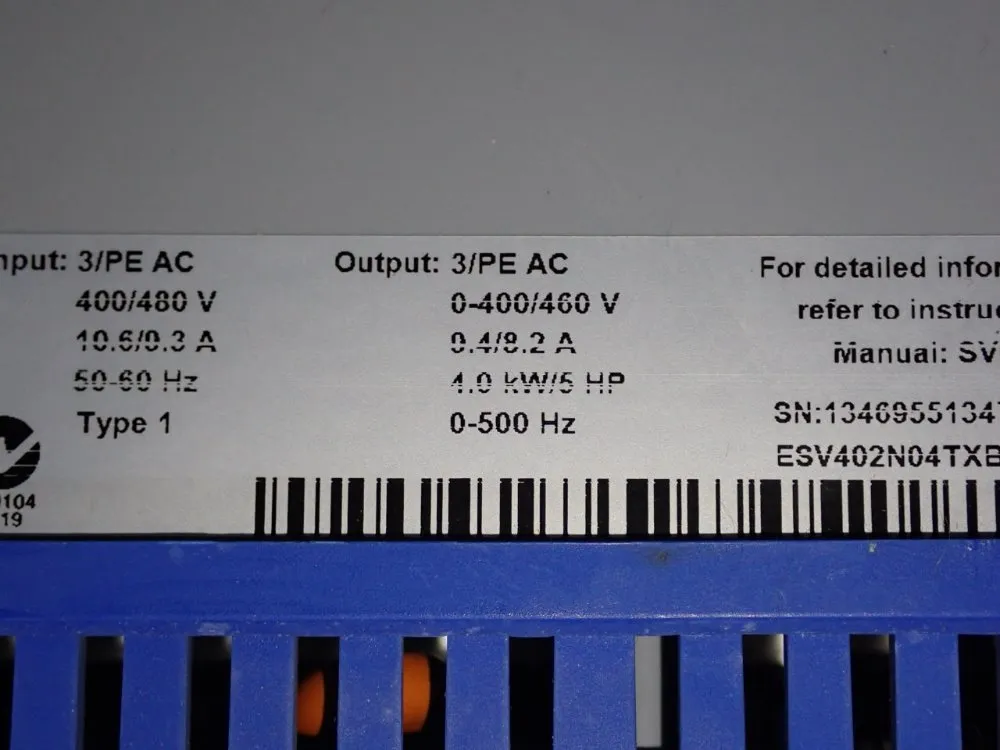 nput: 3/PE AC
400/480 V
10.6/9.3 A
50-60 Hz
Type 1
Output: 3/PE AC
0-400/460 V
9.4/8.2 A
4.0 kW/5 HP
0-500 Hz
For detailed infor
refer to instruc
Manual: SV
SN:1346955134
ESV402N04TXB
104
19